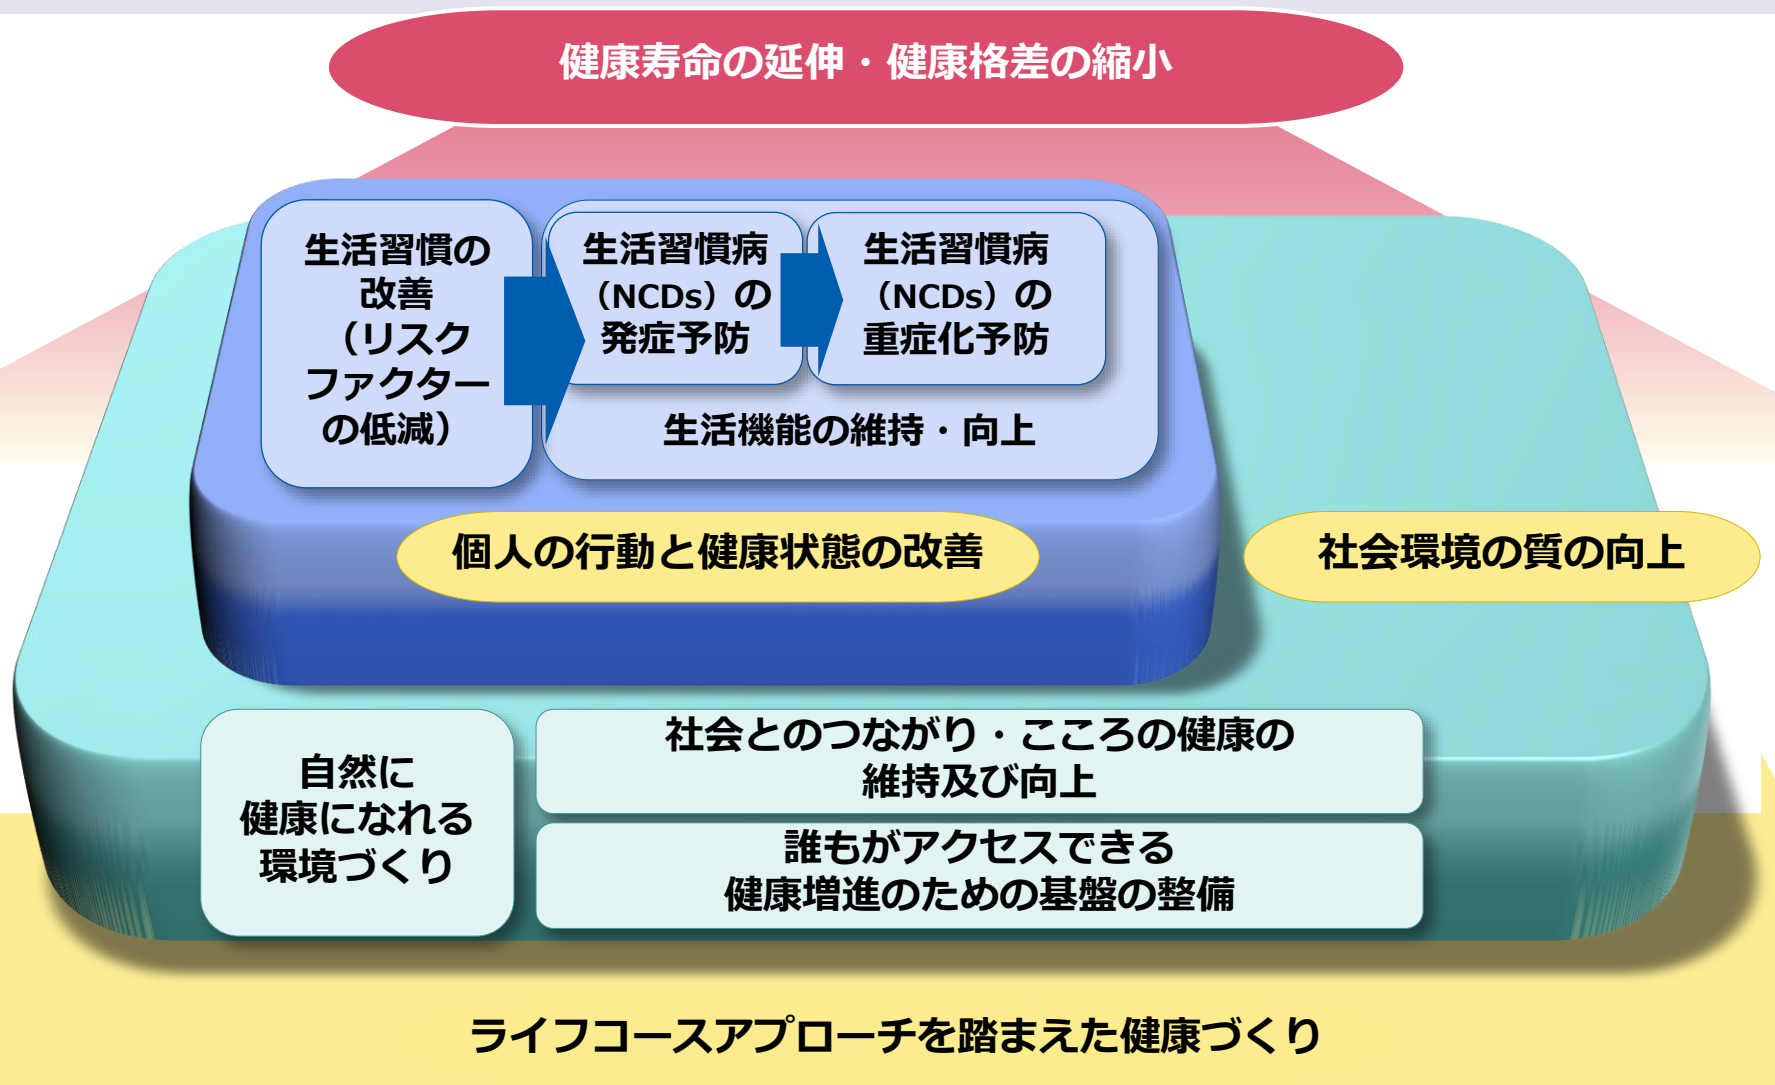 健康寿命の延伸・健康格差の縮小
生活習慣の
改善
（リスク
ファクター
の低減）
生活習慣病
（NCDs）の
発症予防
生活習慣病
（NCDs）の
重症化予防
生活機能の維持・向上
個人の行動と健康状態の改善
社会環境の質の向上
自然に
健康になれる
環境づくり
社会とのつながり・こころの健康の
維持及び向上
誰もがアクセスできる
健康増進のための基盤の整備
ライフコースアプローチを踏まえた健康づくり